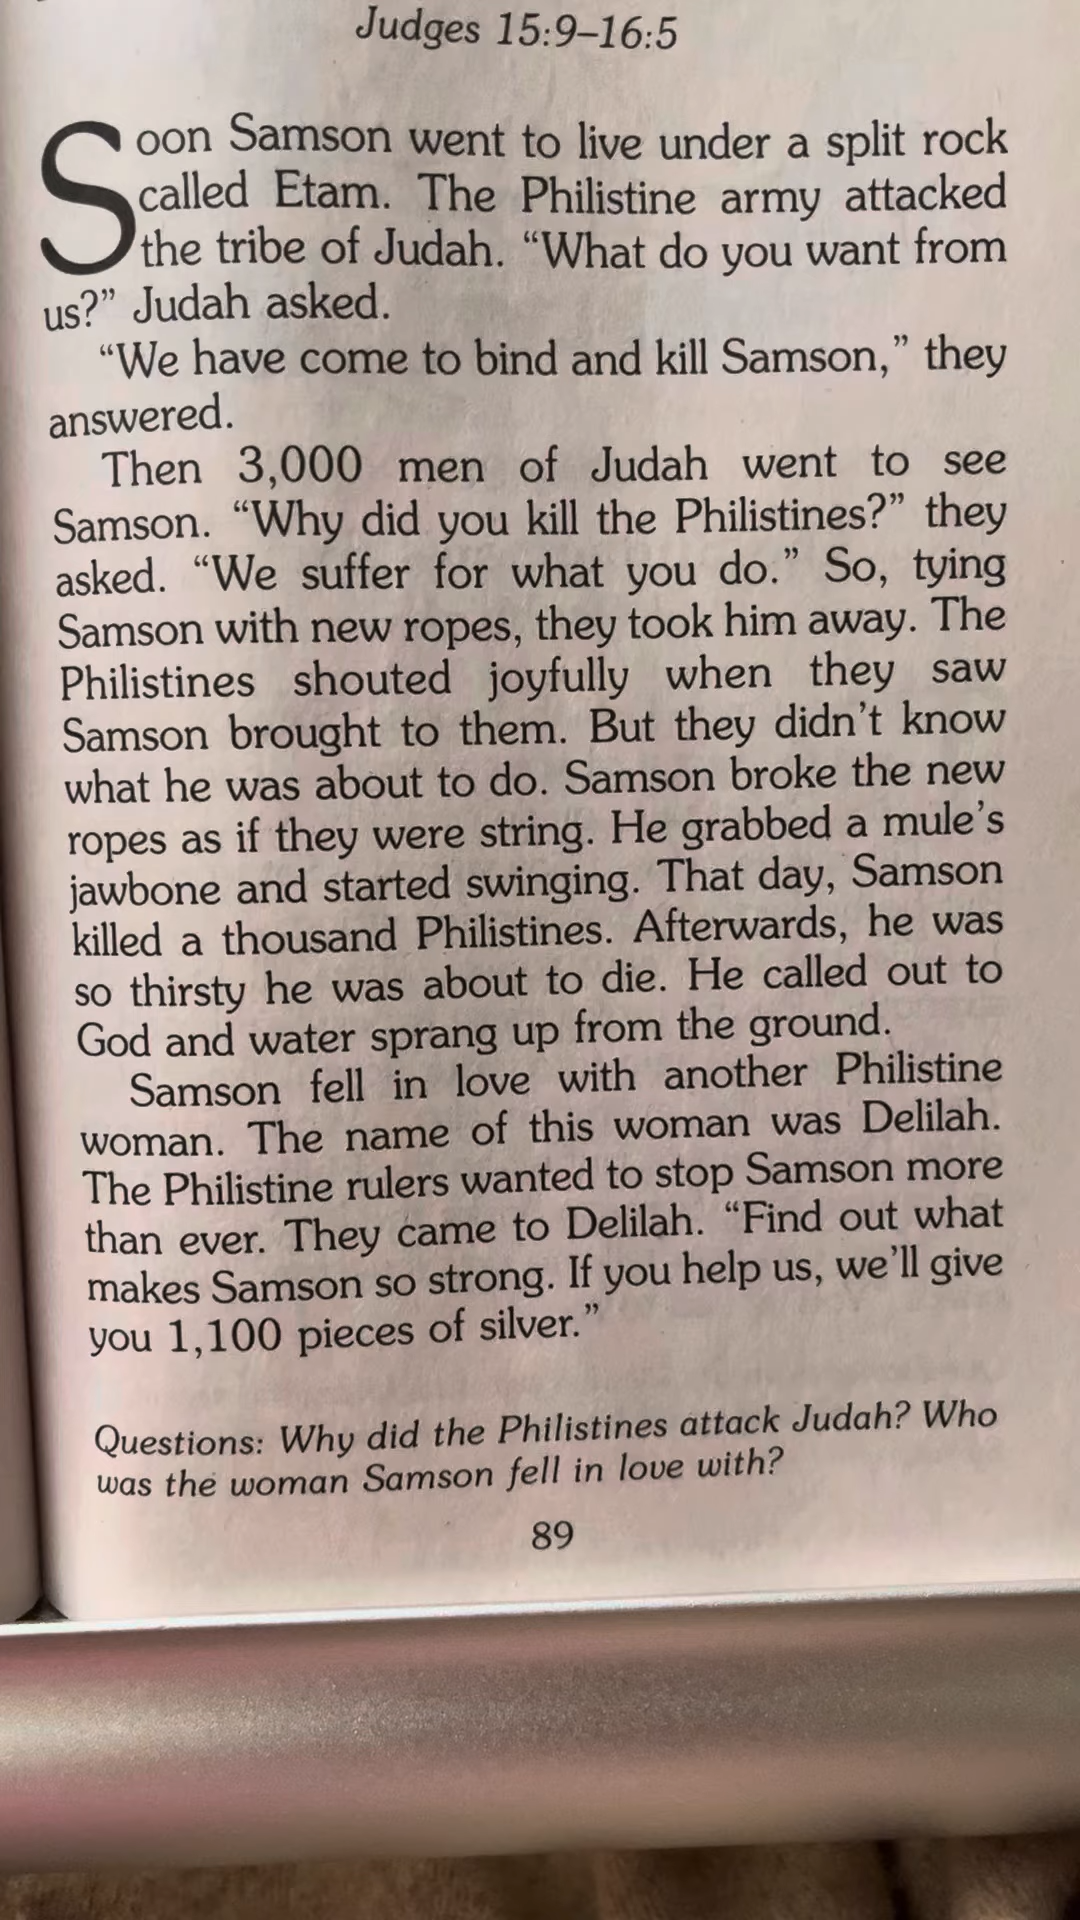 Judges 15:9–16:5
Soon Samson went to live under a split rock
called Etam. The Philistine army attacked
the tribe of Judah. “What do you want from
us?” Judah asked.
“We have come to bind and kill Samson,” they
answered.
Then 3,000 men of Judah went to see
Samson. “Why did you kill the Philistines?” they
asked. “We suffer for what you do.” So, tying
Samson with new ropes, they took him away. The
Philistines shouted joyfully when they saw
Samson brought to them. But they didn’t know
what he was about to do. Samson broke the new
ropes as if they were string. He grabbed a mule’s
jawbone and started swinging. That day, Samson
killed a thousand Philistines. Afterwards, he was
so thirsty he was about to die. He called out to
God and water sprang up from the ground.
Samson fell in love with another Philistine
woman. The name of this woman was Delilah.
The Philistine rulers wanted to stop Samson more
than ever. They came to Delilah. “Find out what
makes Samson so strong. If you help us, we’ll give
you 1,100 pieces of silver.”
Questions: Why did the Philistines attack Judah? Who
was the woman Samson fell in love with?
89